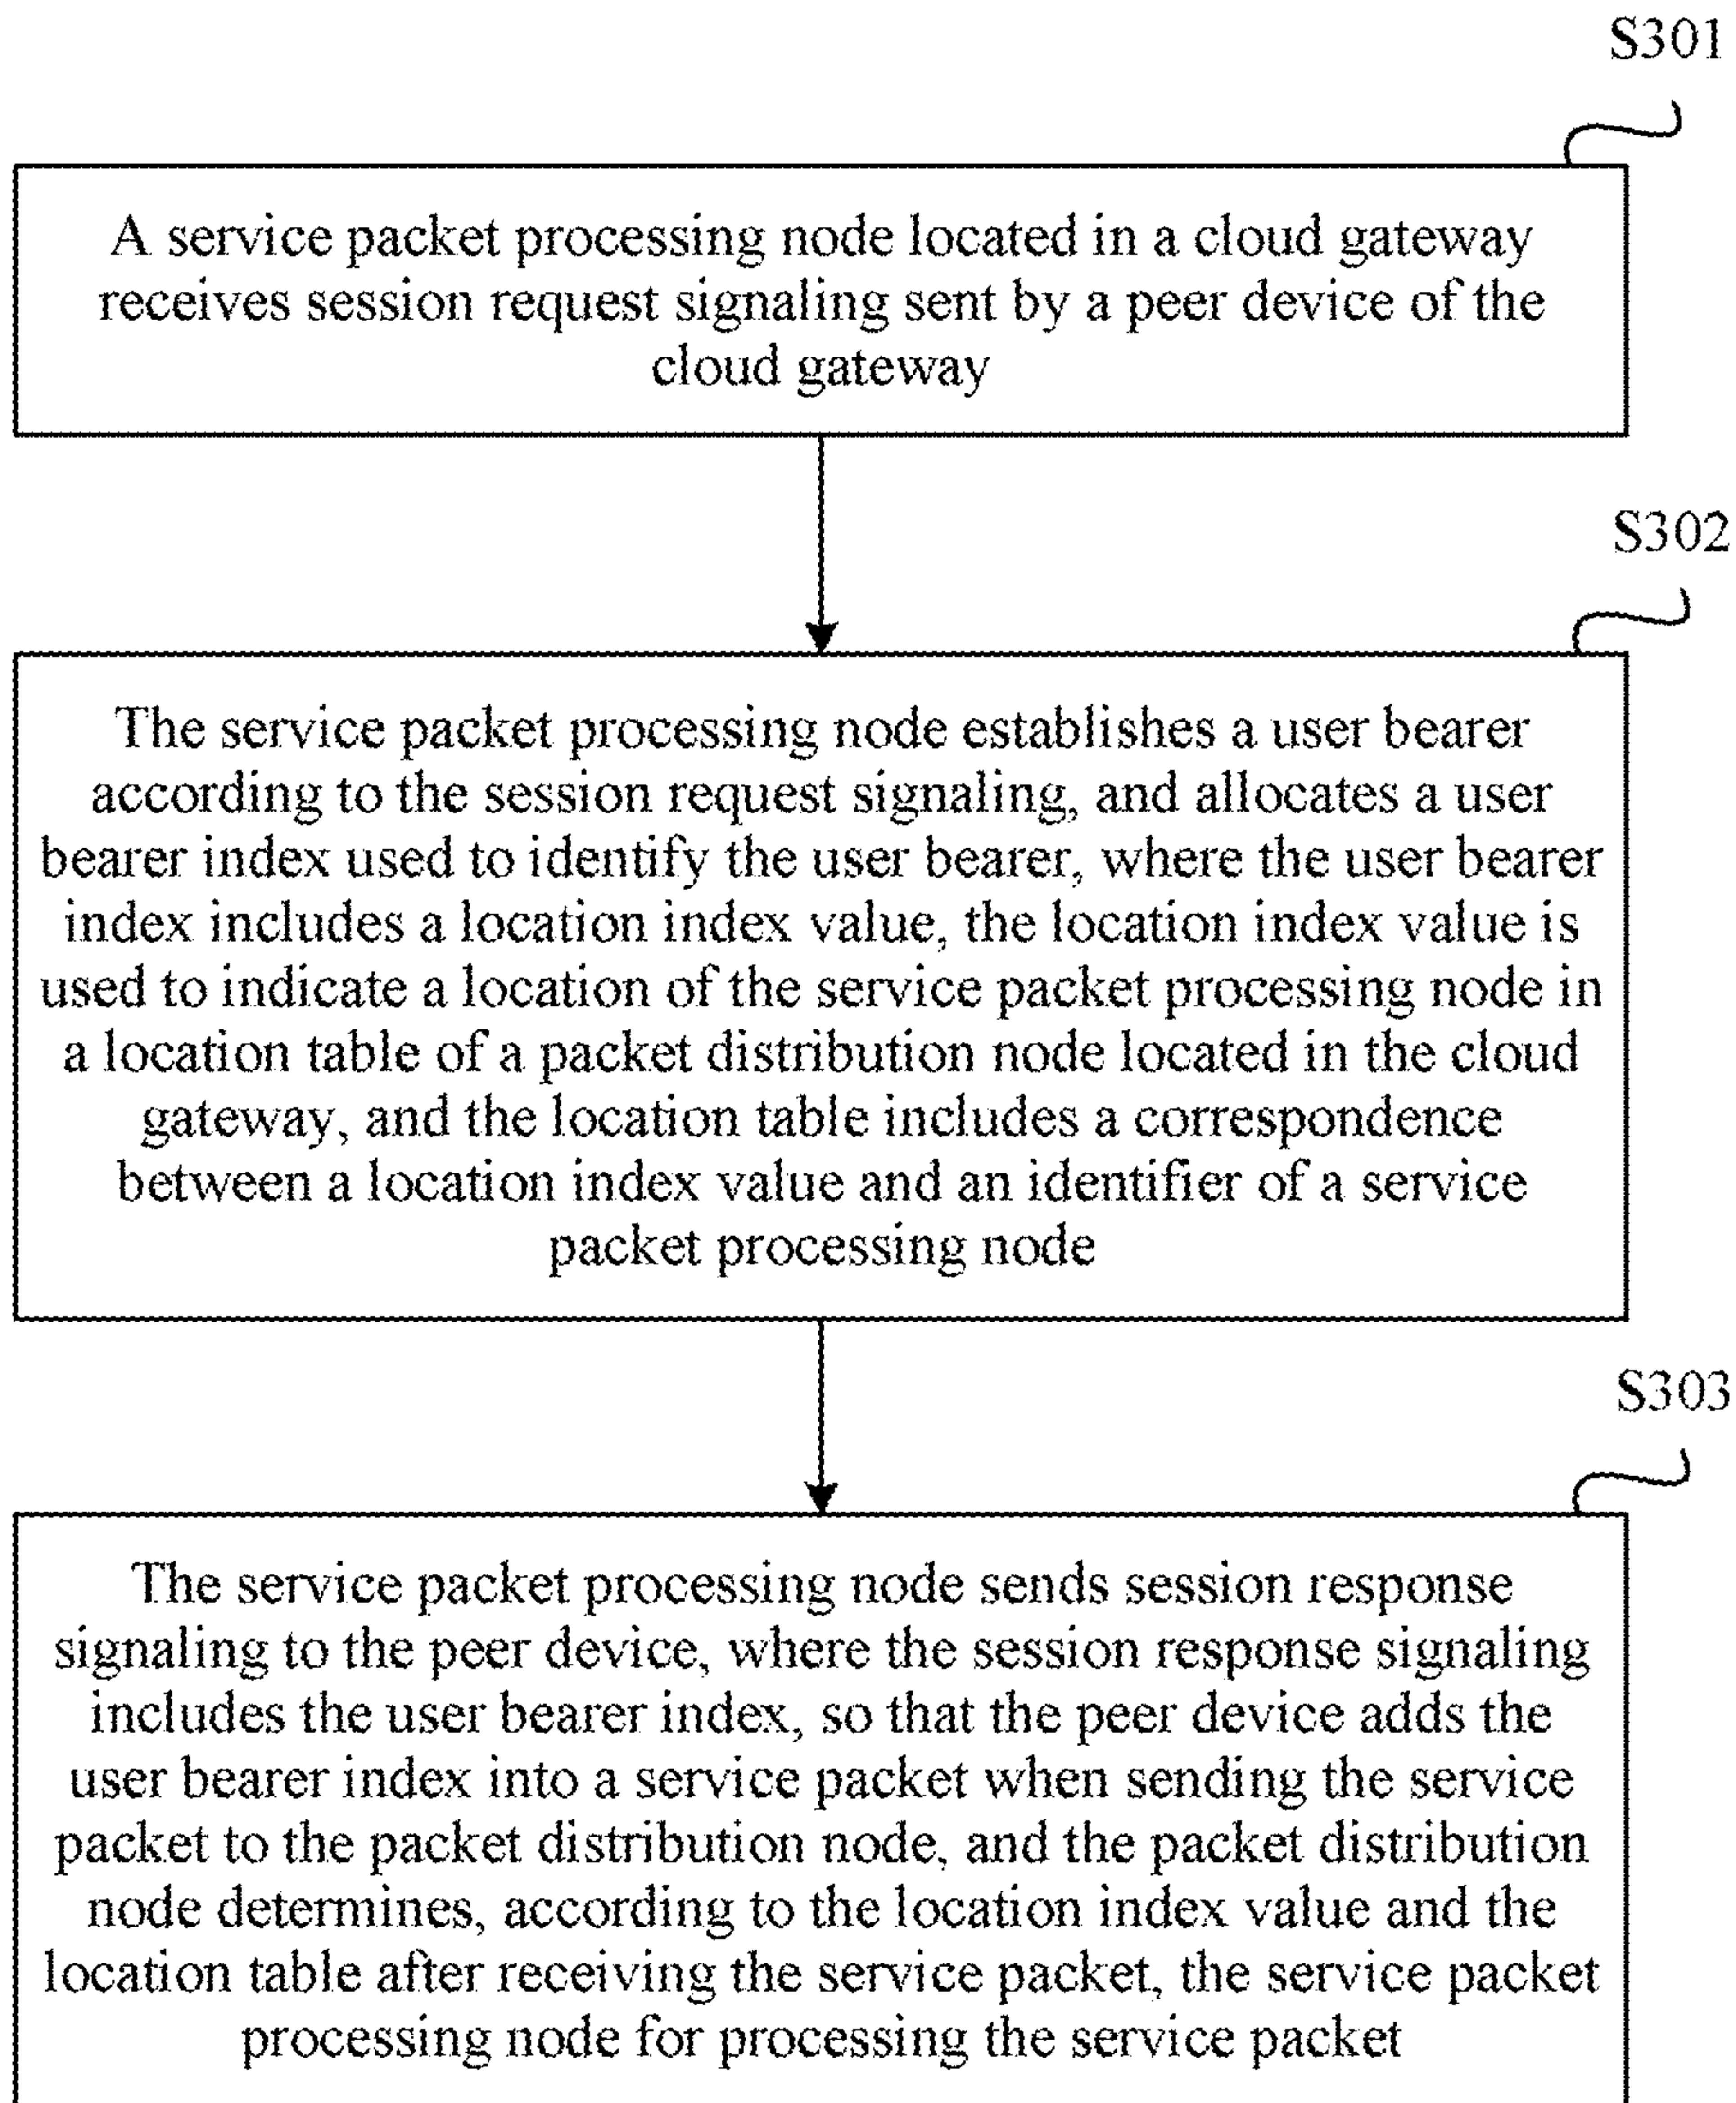 S301
A service packet processing node located in a cloud gateway
receives session request signaling sent by a peer device of the
cloud gateway
S302
The service packet processing node establishes a user bearer
according to the session request signaling, and allocates a user
bearer index used to identify the user bearer, where the user bearer
index includes a location index value, the location index value is
used to indicate a location of the service packet processing node in
a location table of a packet distribution node located in the cloud
gateway, and the location table includes a correspondence
between a location index value and an identifier of a service
packet processing node
S303
The service packet processing node sends session response
signaling to the peer device, where the session response signaling
includes the user bearer index, so that the peer device adds the
user bearer index into a service packet when sending the service
packet to the packet distribution node, and the packet distribution
node determines, according to the location index value and the
location table after receiving the service packet, the service packet
processing node for processing the service packet